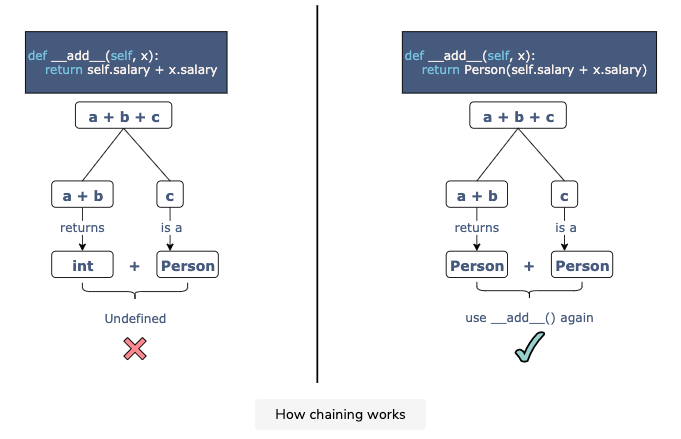 def __add__(self, x):
return self.salary + x.salary
a + b + c
a + b
c
returns
is a
int
+
Person
Undefined
def __add__(self, x):
return Person(self.salary + x.salary)
a + b + c
a + b
c
returns
is a
Person
+
Person
use __add__() again
How chaining works